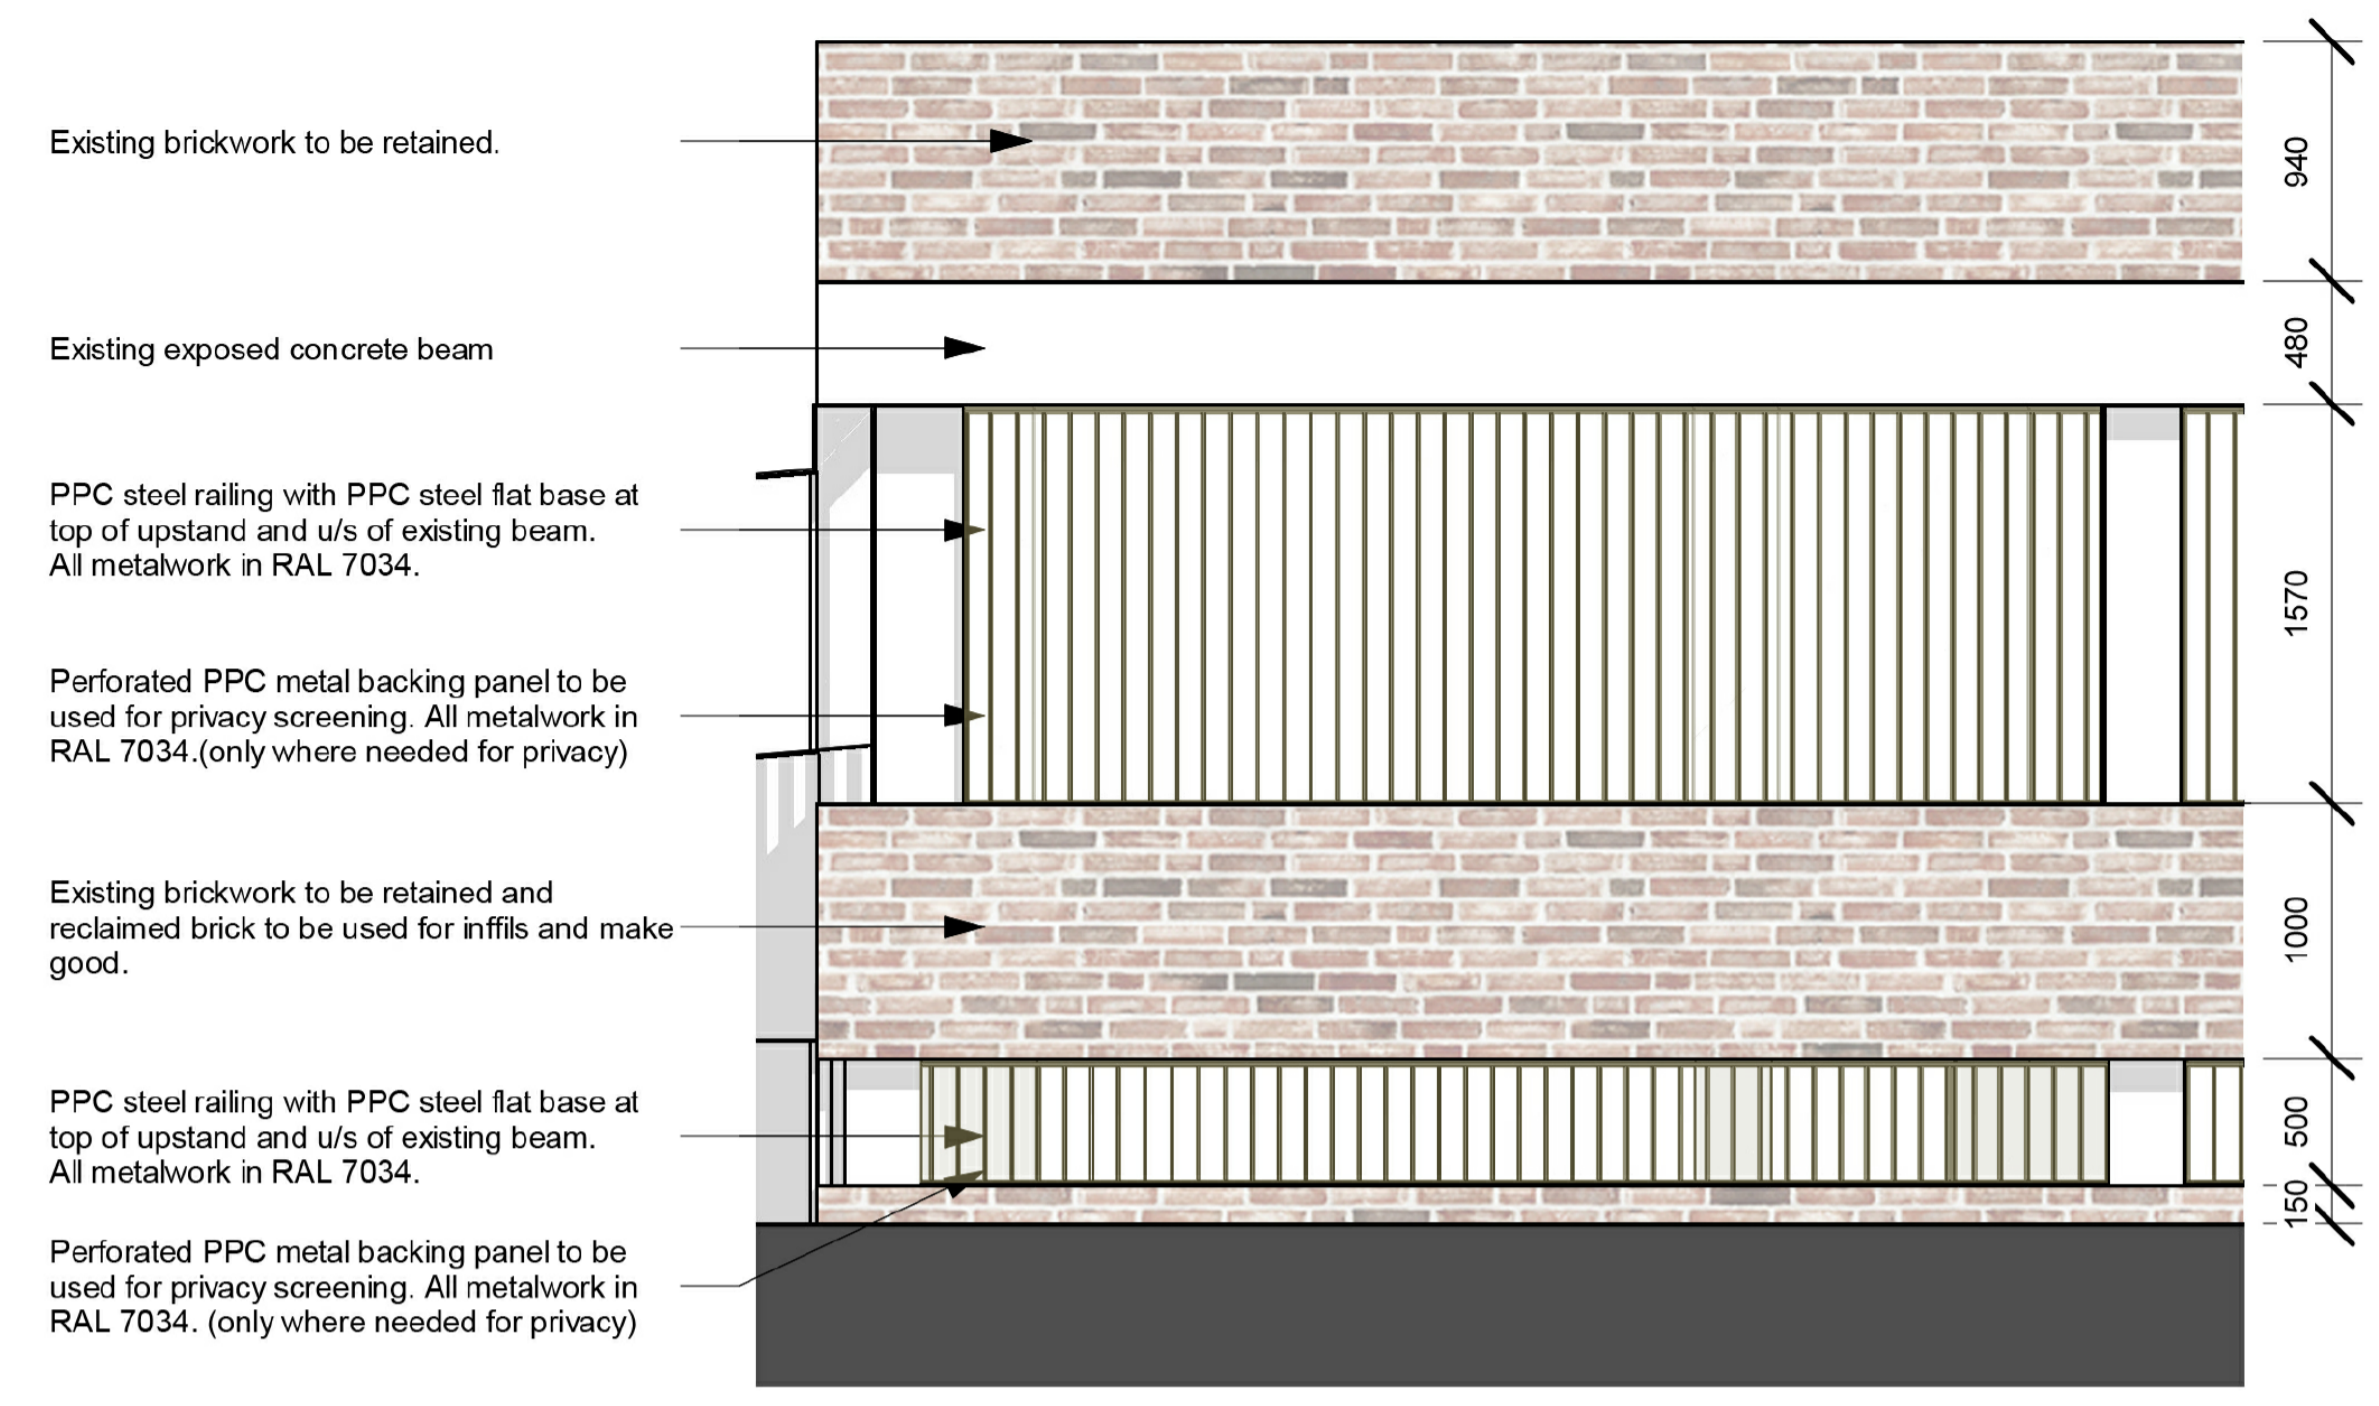 Existing brickwork to be retained.
940
Existing exposed concrete beam
480
PPC steel railing with PPC steel flat base at
top of upstand and u/s of existing beam.
All metalwork in RAL 7034.
1570
Perforated PPC metal backing panel to be
used for privacy screening. All metalwork in
RAL 7034.(only where needed for privacy)
Existing brickwork to be retained and
reclaimed brick to be used for inffils and make
good.
1000
PPC steel railing with PPC steel flat base at
top of upstand and u/s of existing beam.
All metalwork in RAL 7034.
500
150
Perforated PPC metal backing panel to be
used for privacy screening. All metalwork in
RAL 7034. (only where needed for privacy)